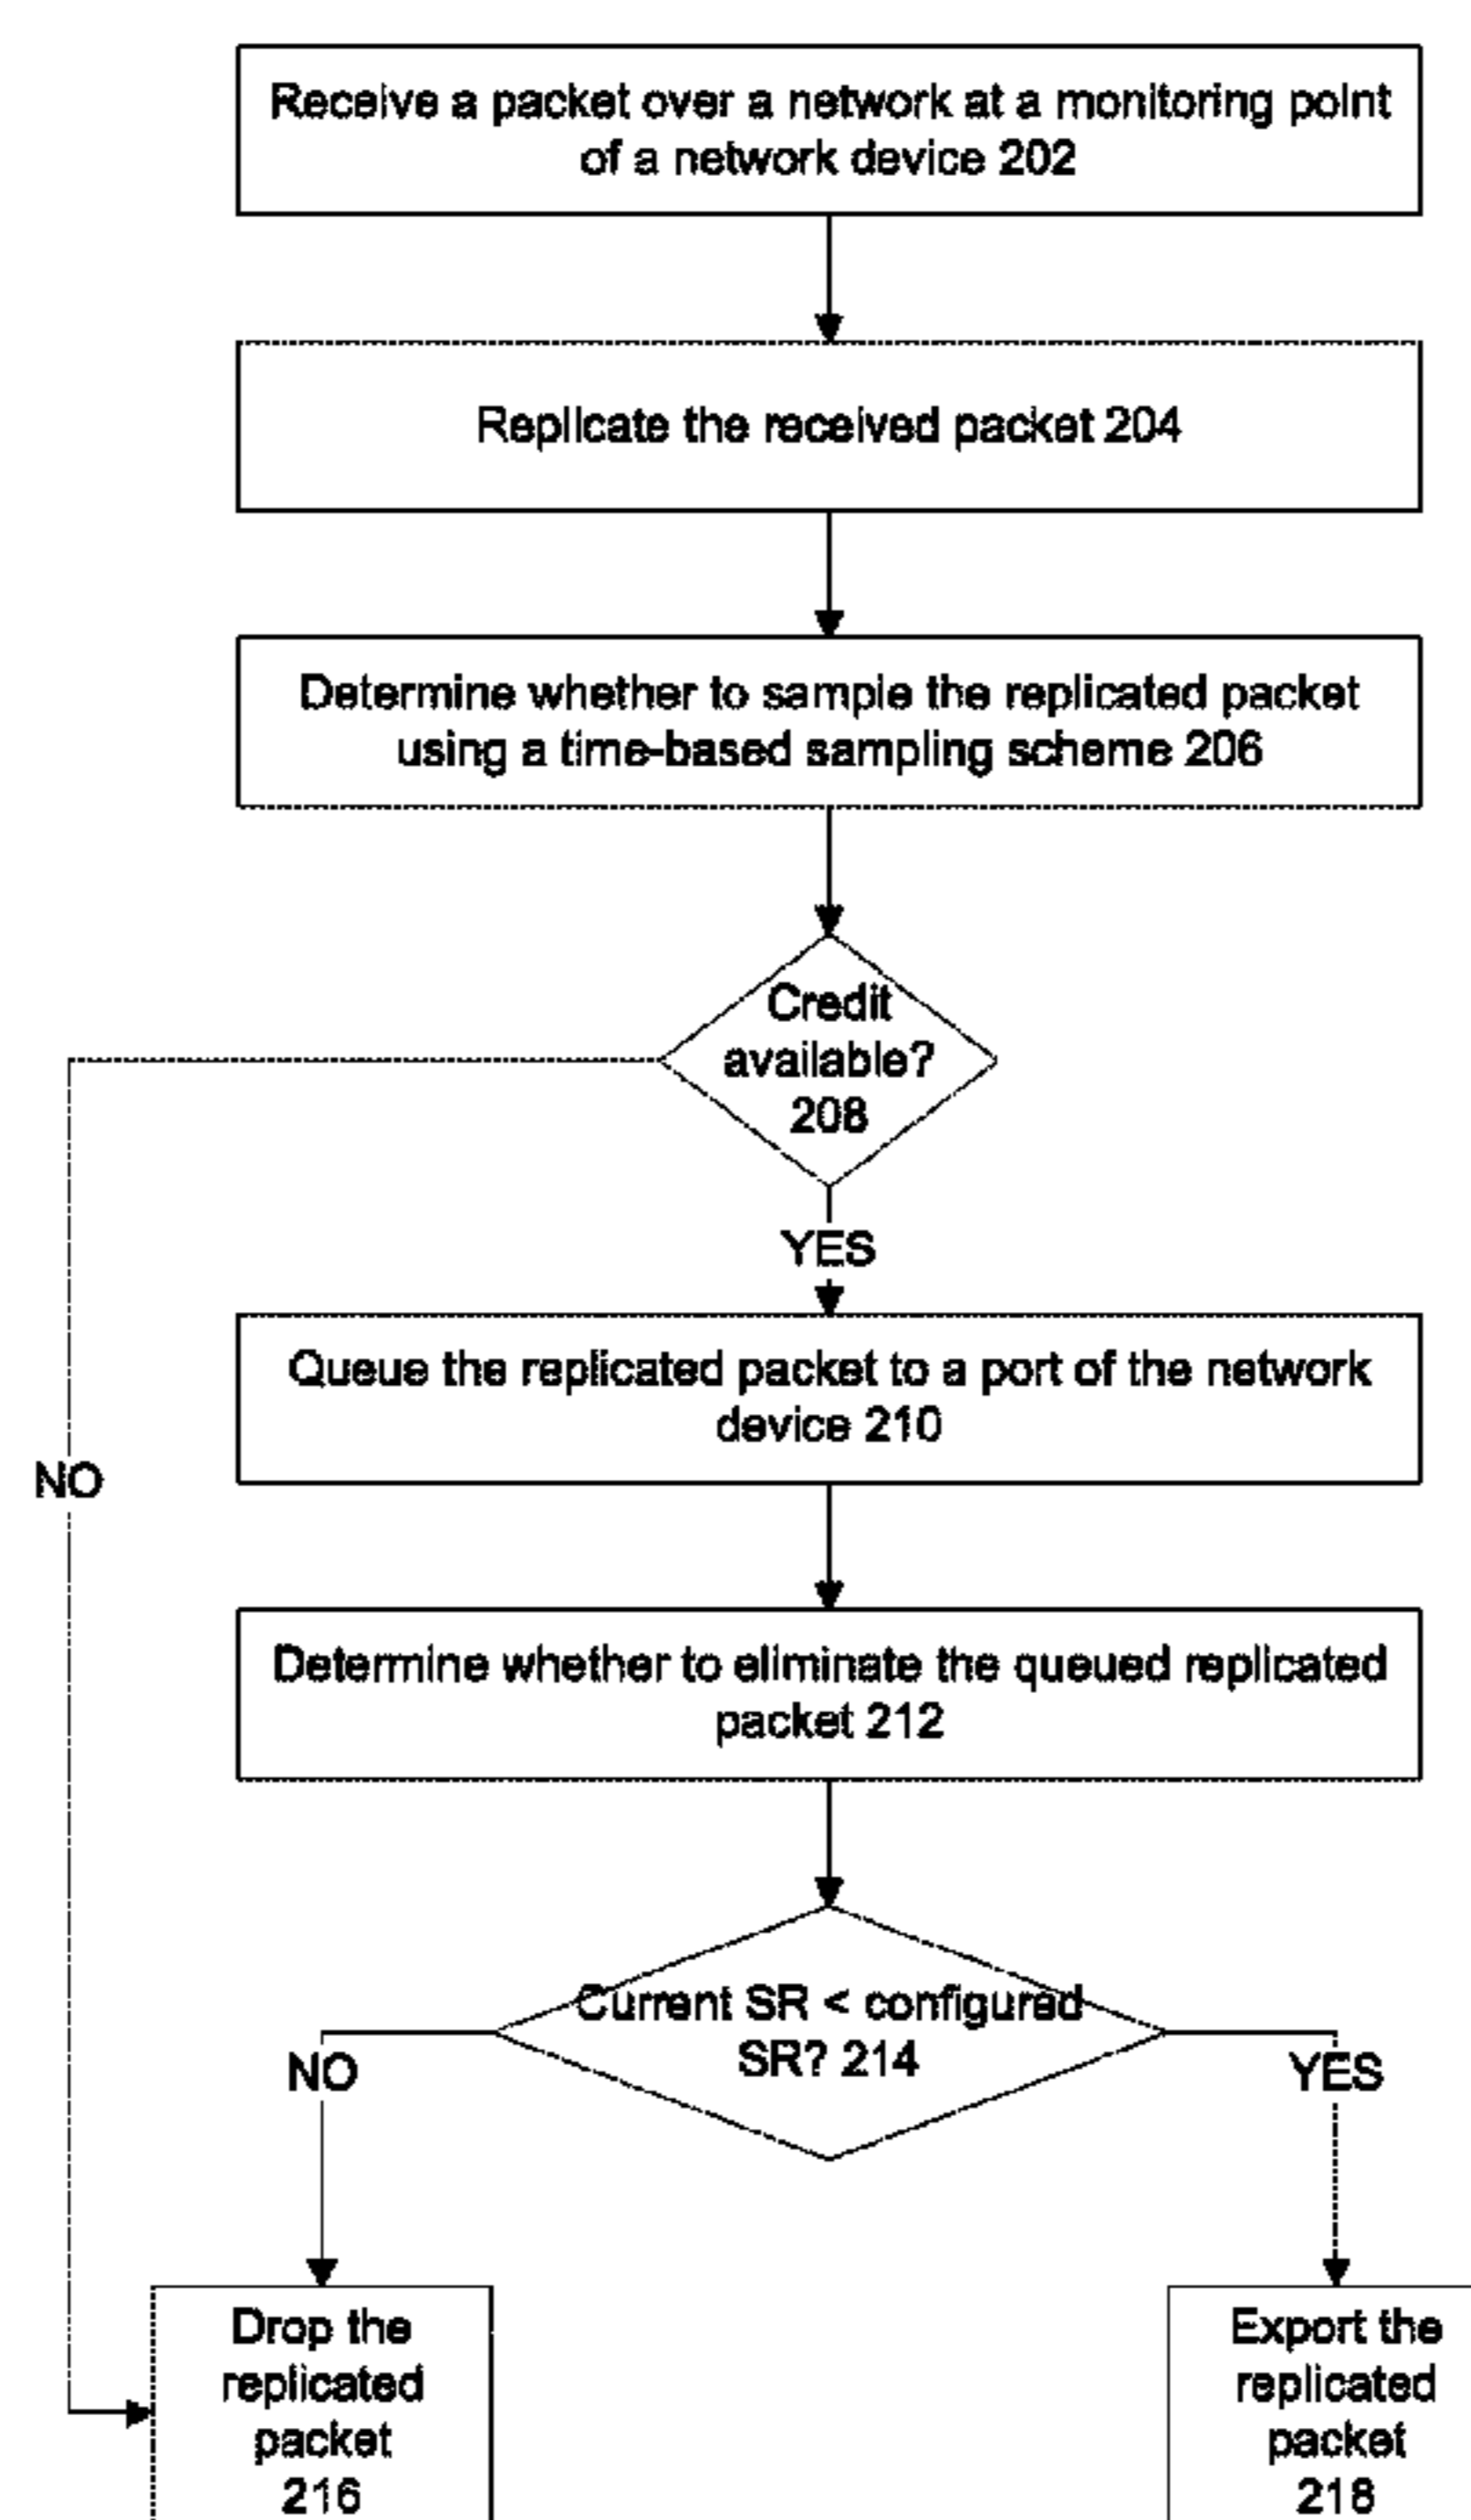 Receive a packet over a network at a monitoring point
of a network device 202
Replicate the received packet 204
Determine whether to sample the replicated packet
using a time-based sampling scheme 206
Credit
available?
208
YES
Queue the replicated packet to a port of the network
device 210
NO
Determine whether to eliminate the queued replicated
packet 212
Current SR < configured
SR? 214
NO
YES
Drop the
replicated
packet
216
Export the
replicated
packet
218